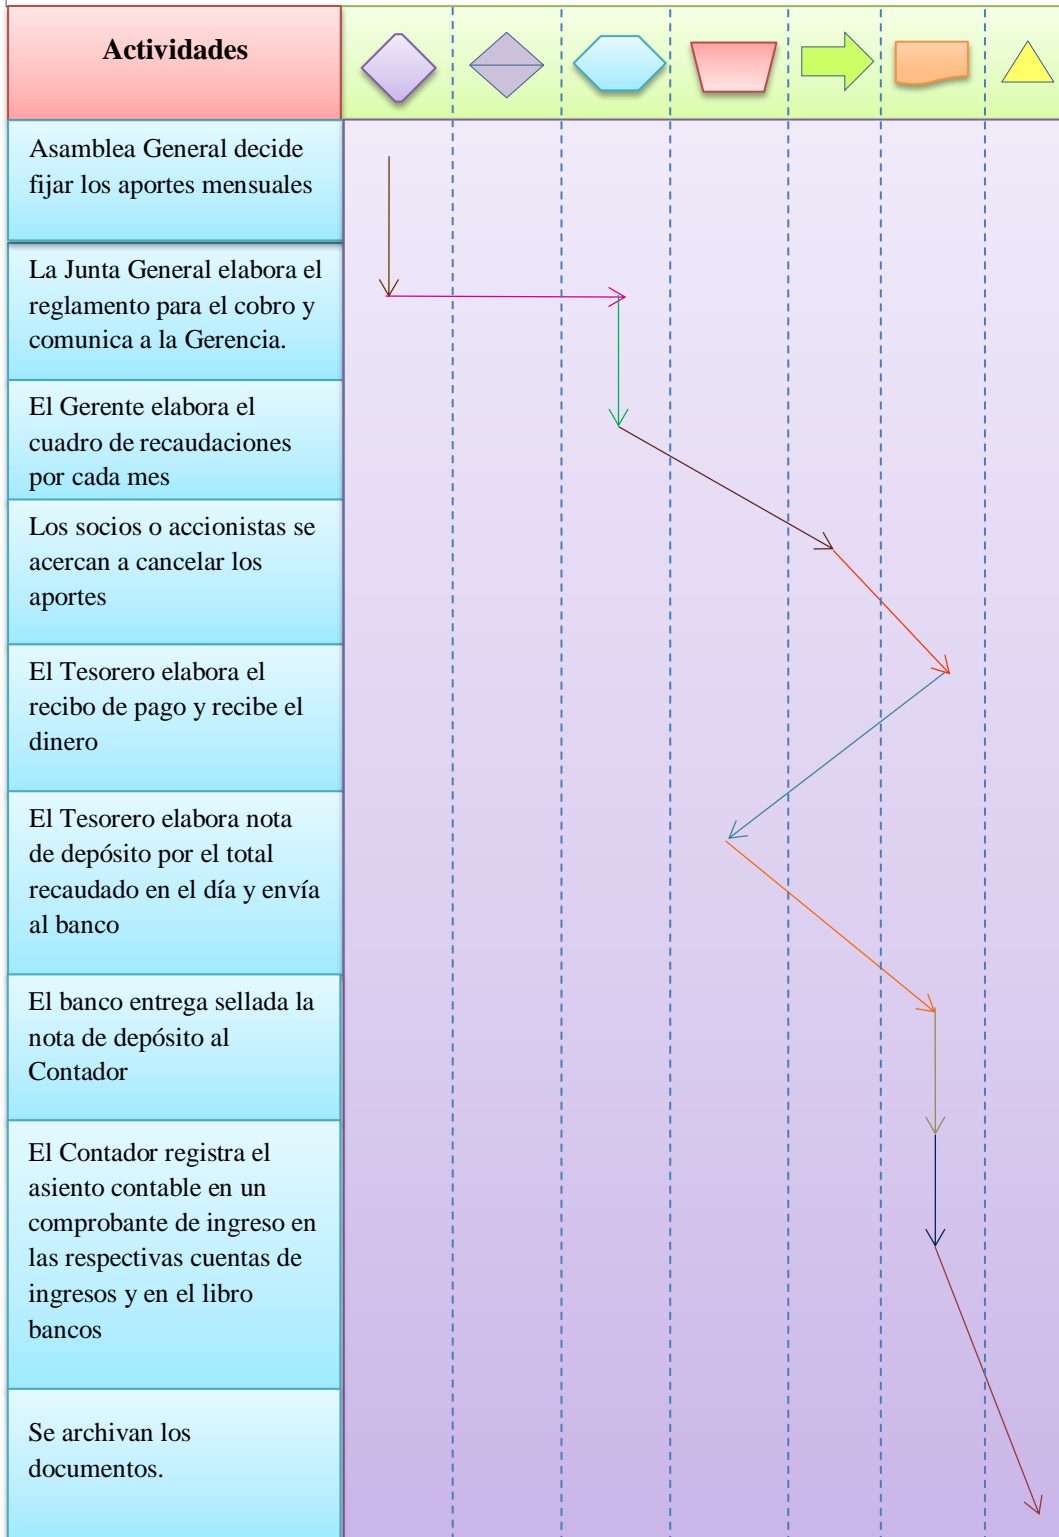 Actividades
Asamblea General decide
fijar los aportes mensuales
La Junta General elabora el
reglamento para el cobro y
comunica a la Gerencia.
El Gerente elabora el
cuadro de recaudaciones
por cada mes
Los socios o accionistas se
acercan a cancelar los
aportes
El Tesorero elabora el
recibo de pago y recibe el
dinero
El Tesorero elabora nota
de depósito por el total
recaudado en el día y envía
al banco
El banco entrega sellada la
nota de depósito al
Contador
El Contador registra el
asiento contable en un
comprobante de ingreso en
las respectivas cuentas de
ingresos y en el libro
bancos
Se archivan los
documentos.